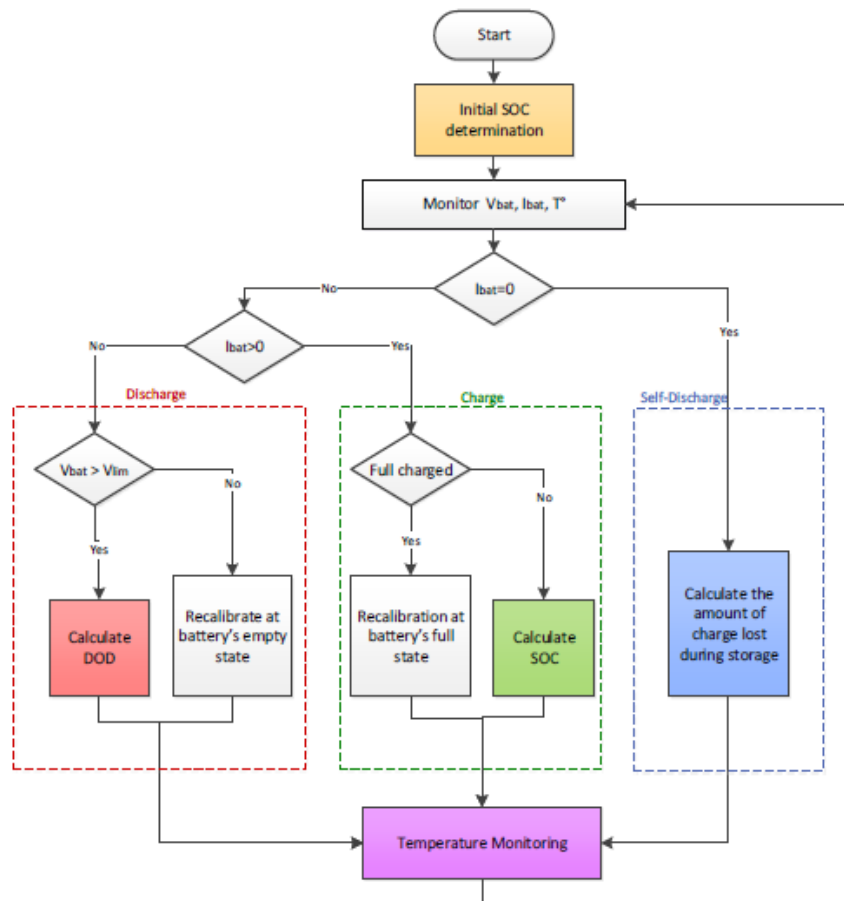 Start
Initial SOC
determination
Monitor Vbat, Ibat, T°
Ibat=0
No
Yes
Ibat>0
No
Yes
Discharge
Charge
Self-Discharge
Vbat > Vlim
No
Yes
Full charged
No
Yes
Calculate
DOD
Recalibrate at
battery's empty
state
Recalibration at
battery's full
state
Calculate
SOC
Calculate the
amount of
charge lost
during storage
Temperature Monitoring